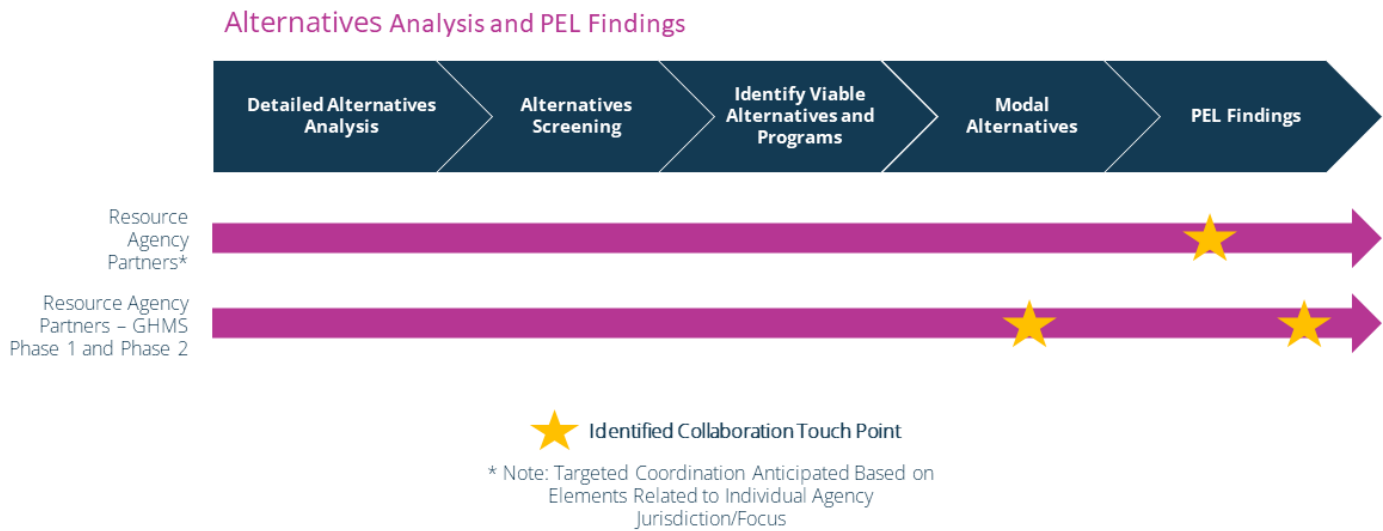 Alternatives Analysis and PEL Findings
Detailed Alternatives
Analysis
Alternatives
Screening
Identify Viable
Alternatives and
Programs
Modal
Alternatives
PEL Findings
Resource
Agency
Partners*
Resource Agency
Partners – GHMS
Phase 1 and Phase 2
Identified Collaboration Touch Point
* Note: Targeted Coordination Anticipated Based on
Elements Related to Individual Agency
Jurisdiction/Focus